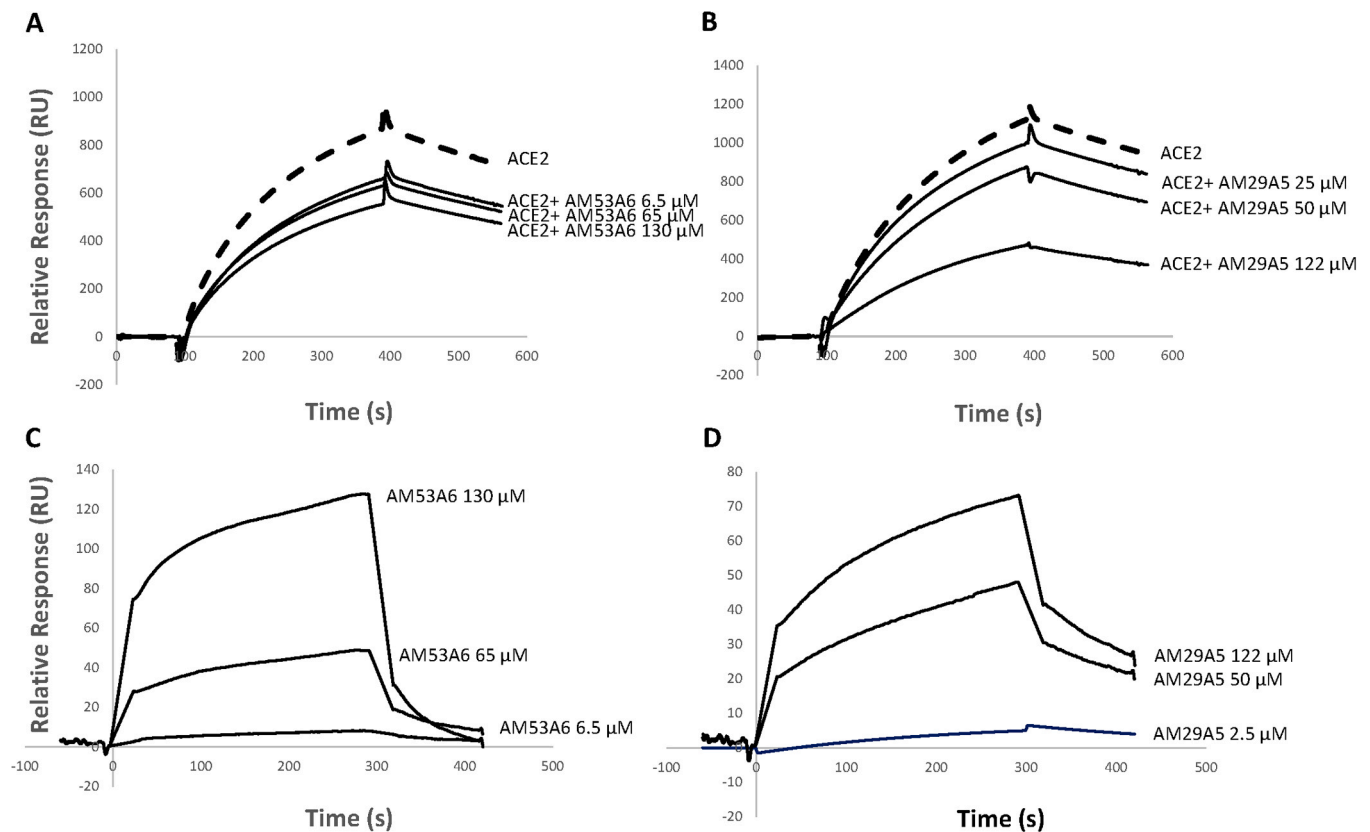 A
1200
1000
800
600
400
200
0
-200
0
100
200
300
400
500
600
Relative Response (RU)
Time (s)
ACE2
ACE2+ AM53A6 6.5 µM
ACE2+ AM53A6 65 µM
ACE2+ AM53A6 130 µM
B
1400
1200
1000
800
600
400
200
0
-200
0
100
200
300
400
500
600
Time (s)
ACE2
ACE2+ AM29A5 25 µM
ACE2+ AM29A5 50 µM
ACE2+ AM29A5 122 µM
C
140
120
100
80
60
40
20
0
-20
-100
0
100
200
300
400
500
Relative Response (RU)
Time (s)
AM53A6 130 µM
AM53A6 65 µM
AM53A6 6.5 µM
D
80
70
60
50
40
30
20
10
0
-10
-20
-100
0
100
200
300
400
500
Time (s)
AM29A5 122 µM
AM29A5 50 µM
AM29A5 2.5 µM